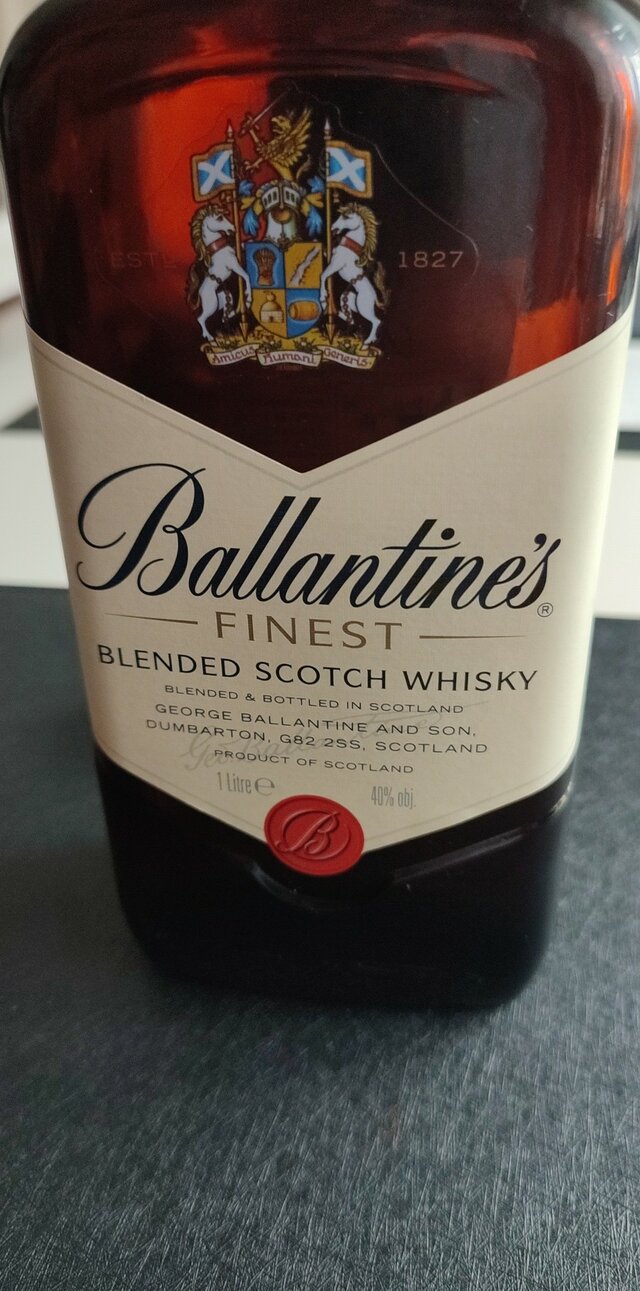 ESTD 1827
Amicus Humani Generis
Ballantine's®
FINEST
BLENDED SCOTCH WHISKY
BLENDED & BOTTLED IN SCOTLAND
GEORGE BALLANTINE AND SON,
DUMBARTON, G82 2SS, SCOTLAND
PRODUCT OF SCOTLAND
1 Litre ℮ 40% obj.
B